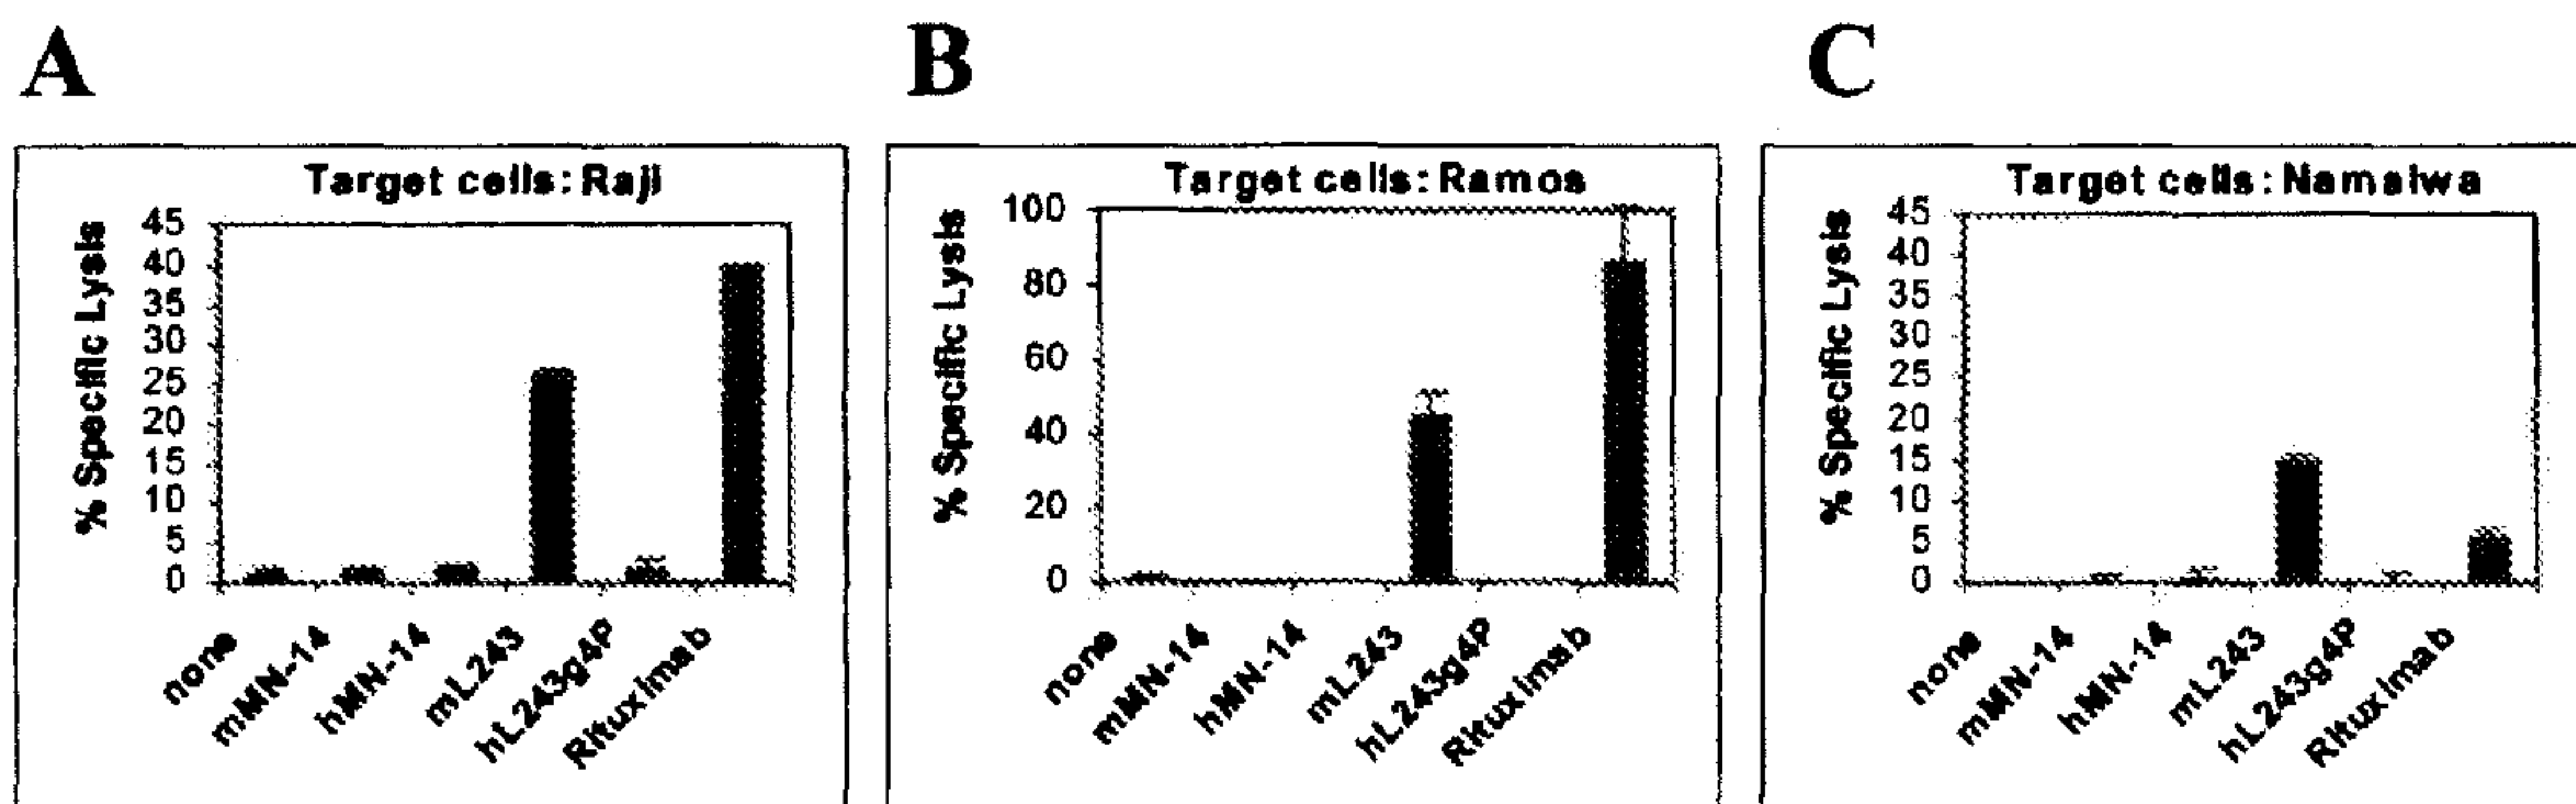 A B C
Target cells: Raji
% Specific Lysis
45
40
35
30
25
20
15
10
5
0
none
mMN-14
hMN-14
mL243
hL243g4P
Rituximab
Target cells: Ramos
% Specific Lysis
100
80
60
40
20
0
none
mMN-14
hMN-14
mL243
hL243g4P
Rituximab
Target cells: Namalwa
% Specific Lysis
45
40
35
30
25
20
15
10
5
0
none
mMN-14
hMN-14
mL243
hL243g4P
Rituximab